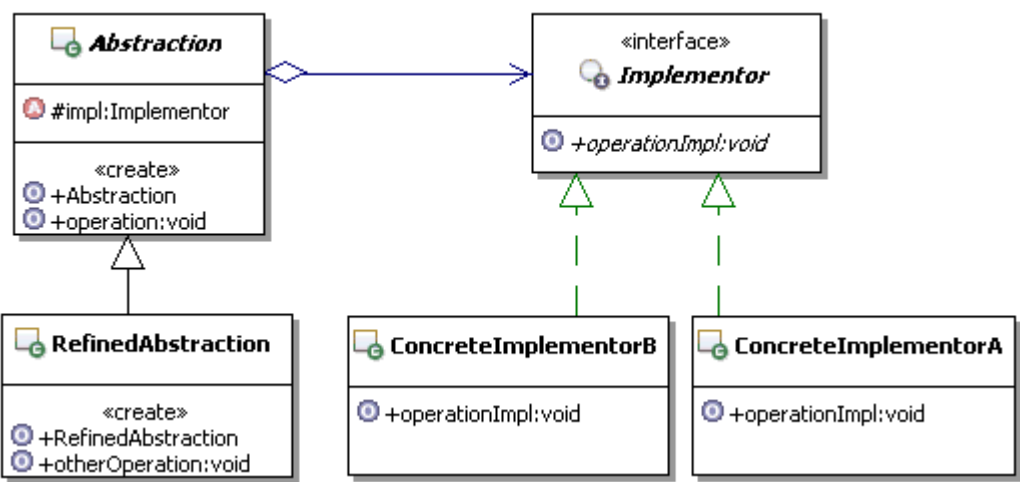 Abstraction
#impl:Implementor
«create»
+Abstraction
+operation:void
«interface»
Implementor
+operationImpl:void
RefinedAbstraction
«create»
+RefinedAbstraction
+otherOperation:void
ConcreteImplementorB
+operationImpl:void
ConcreteImplementorA
+operationImpl:void